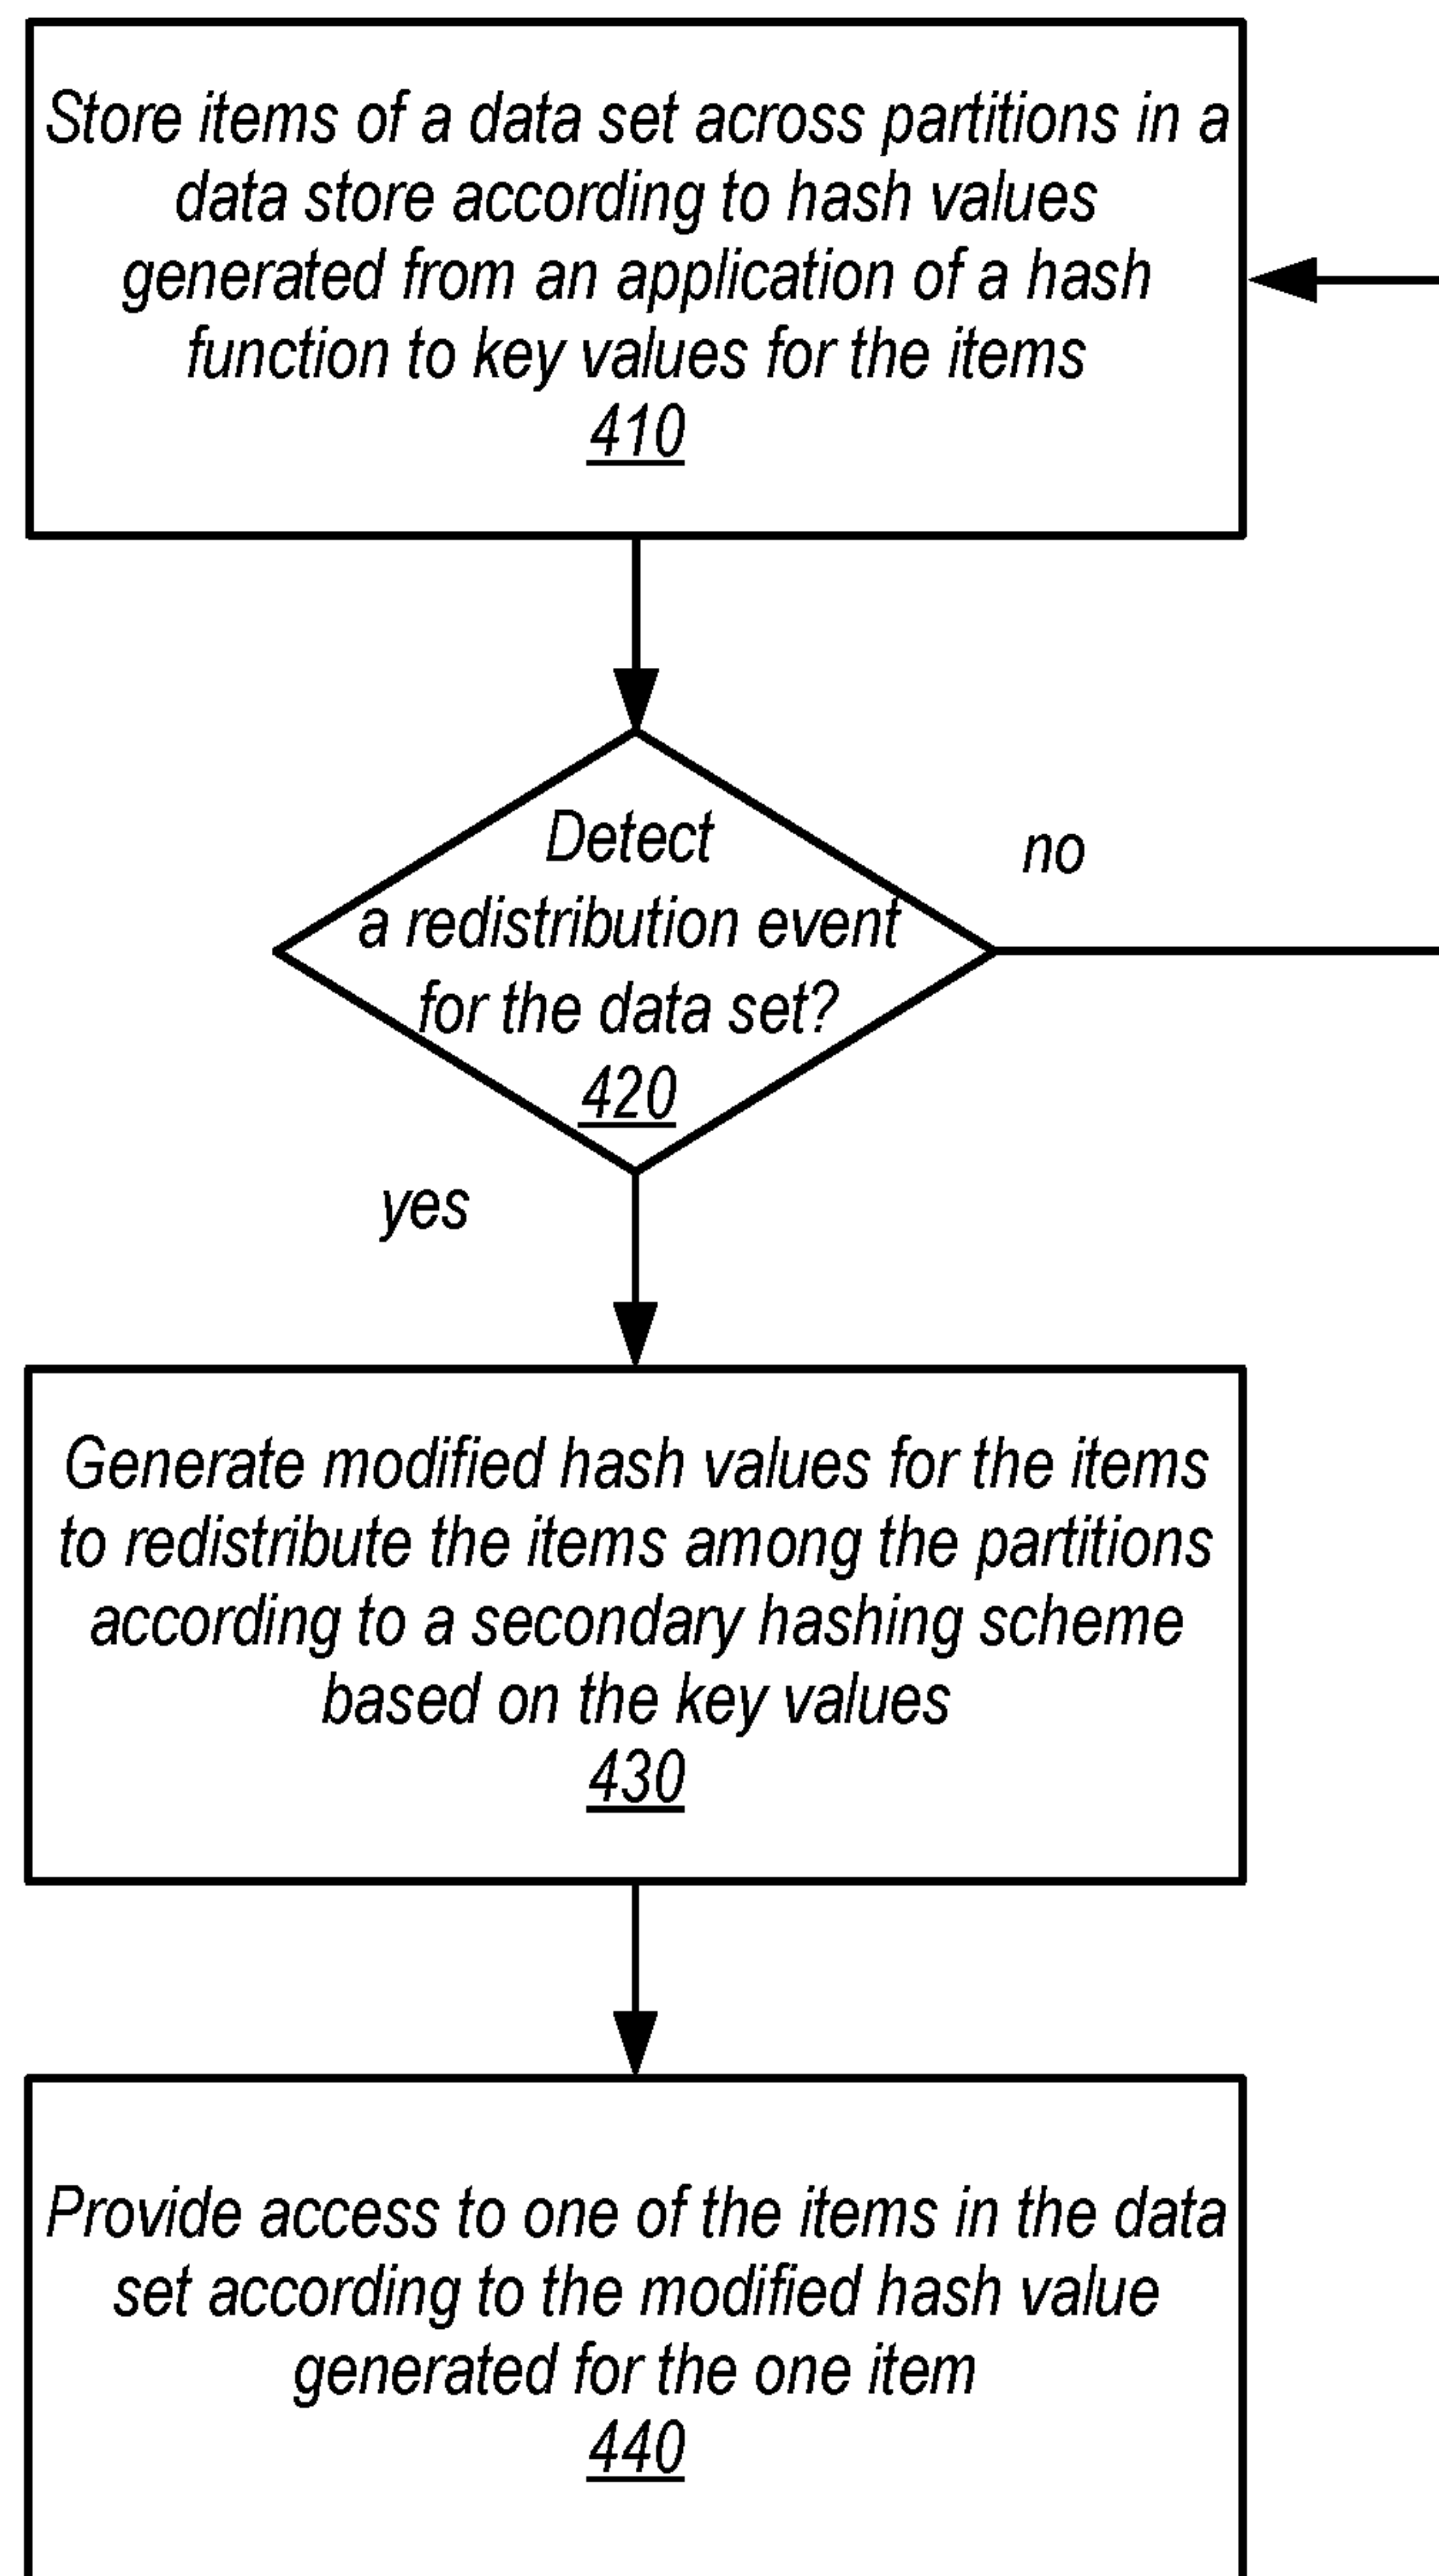 Store items of a data set across partitions in a
data store according to hash values
generated from an application of a hash
function to key values for the items
410
Detect
a redistribution event
for the data set?
420
no
yes
Generate modified hash values for the items
to redistribute the items among the partitions
according to a secondary hashing scheme
based on the key values
430
Provide access to one of the items in the data
set according to the modified hash value
generated for the one item
440